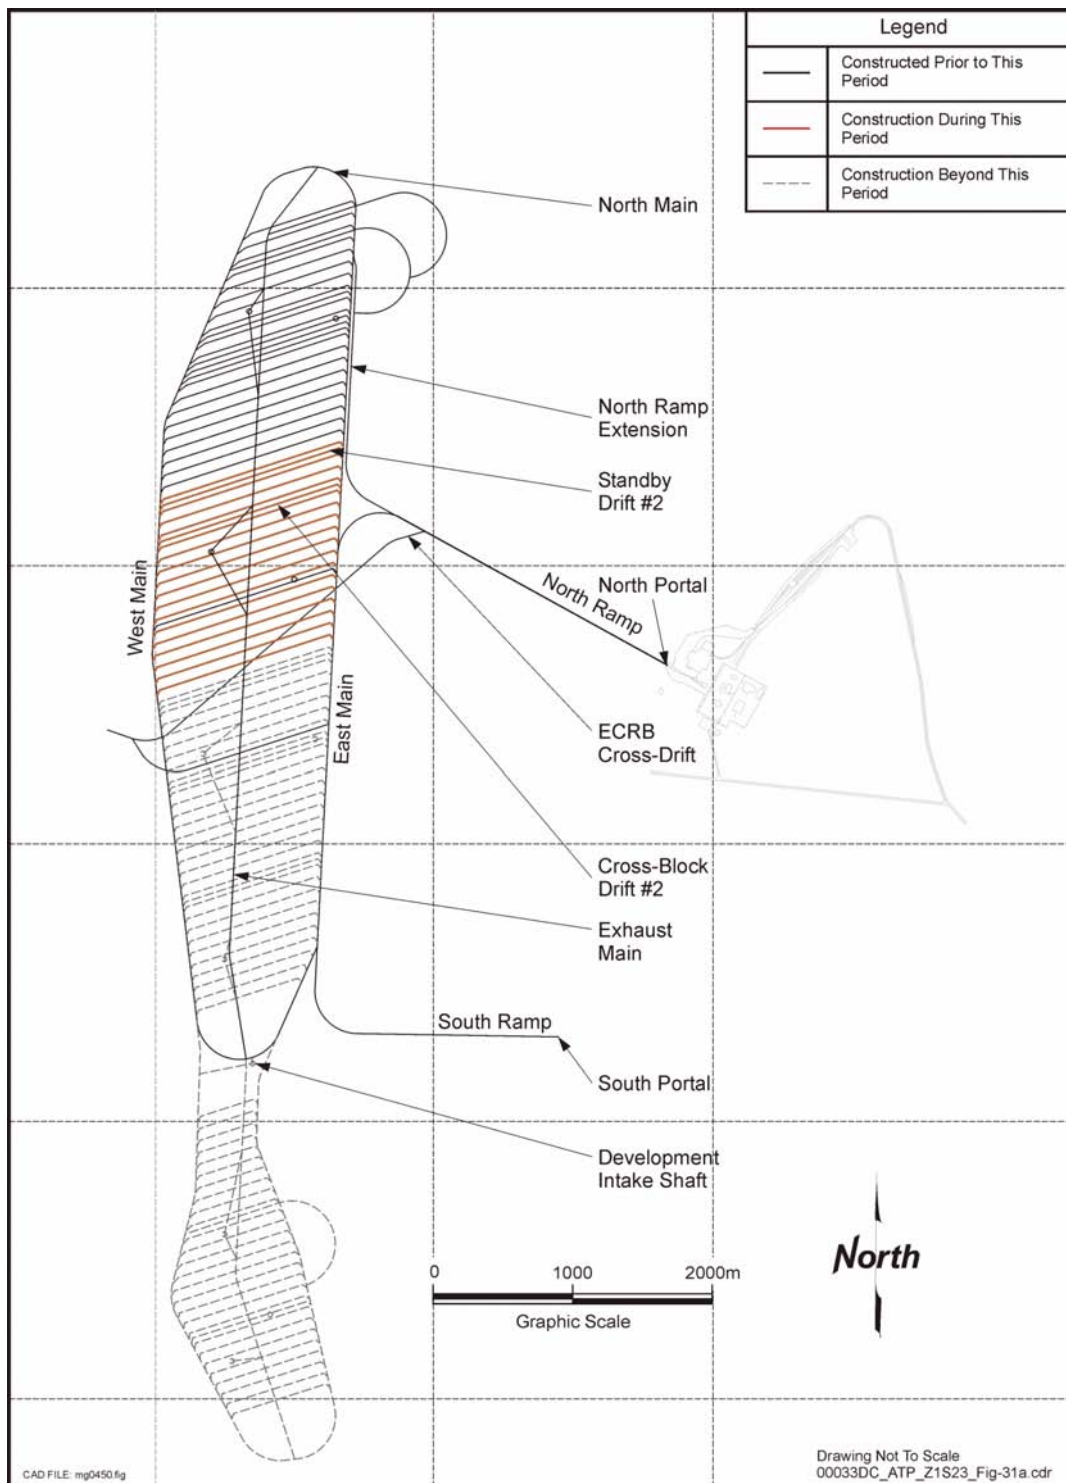 Legend
Constructed Prior to This
Period
Construction During This
Period
Construction Beyond This
Period
North Main
North Ramp
Extension
Standby
Drift #2
North Portal
North Ramp
West Main
East Main
ECRB
Cross-Drift
Cross-Block
Drift #2
Exhaust
Main
South Ramp
South Portal
Development
Intake Shaft
North
0 1000 2000m
Graphic Scale
Drawing Not To Scale
CAD FILE: mg0450.fig
00033DC_ATP_Z1S23_Fig-31a.cdr